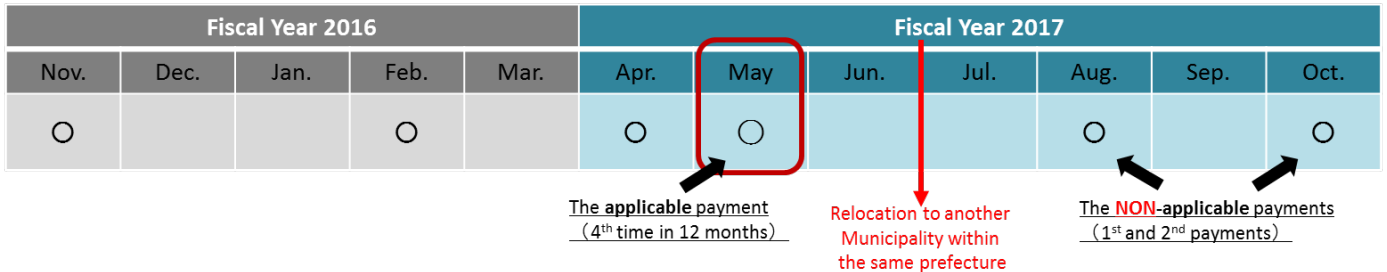 Fiscal Year 2016 Fiscal Year 2017
Nov. Dec. Jan. Feb. Mar. Apr. May Jun. Jul. Aug. Sep. Oct.
○ ○ ○ ○ ○ ○
The applicable payment
（4th time in 12 months）
Relocation to another
Municipality within
the same prefecture
The NON-applicable payments
（1st and 2nd payments）